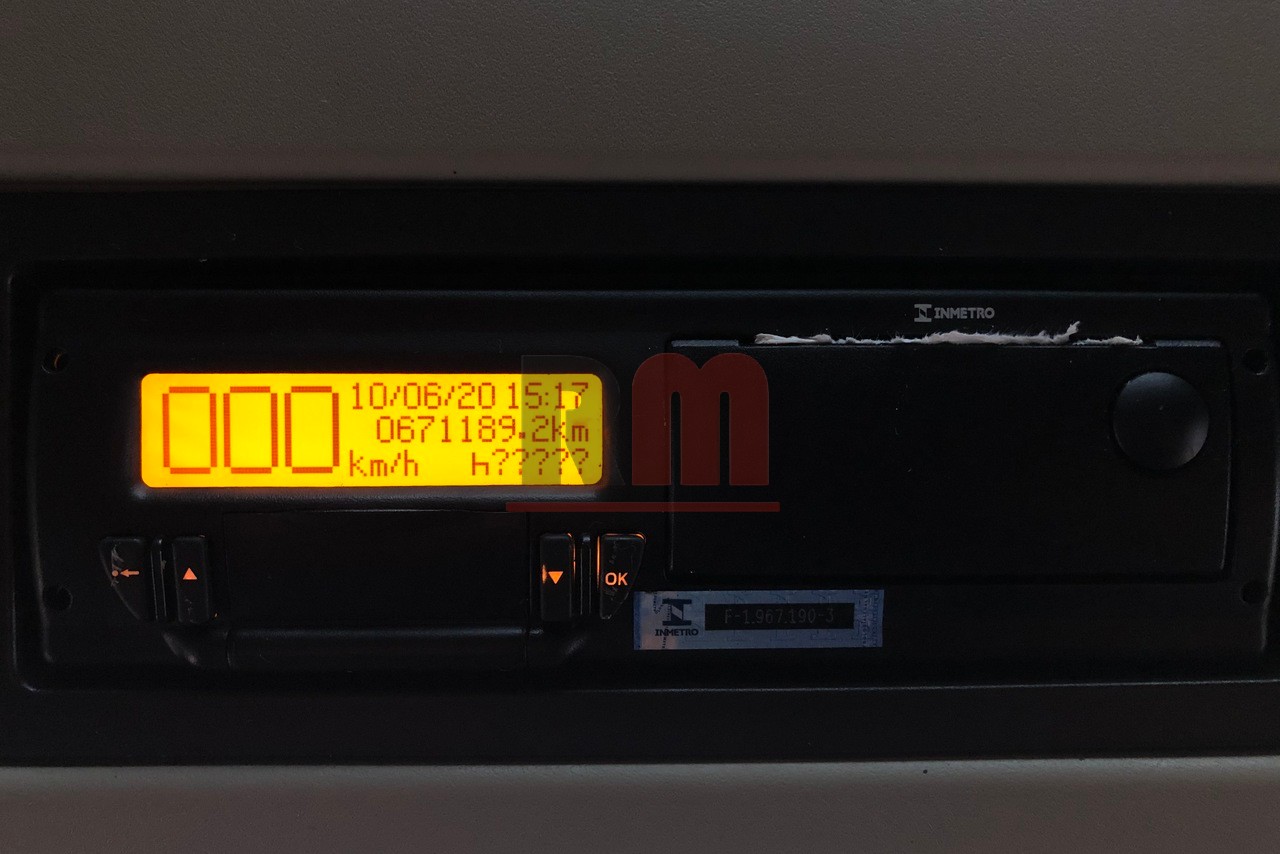 INMETRO
000
10/06/20 15:17
0671189.2km
km/h h?????
RM
OK
INMETRO
F-1.967.190-3